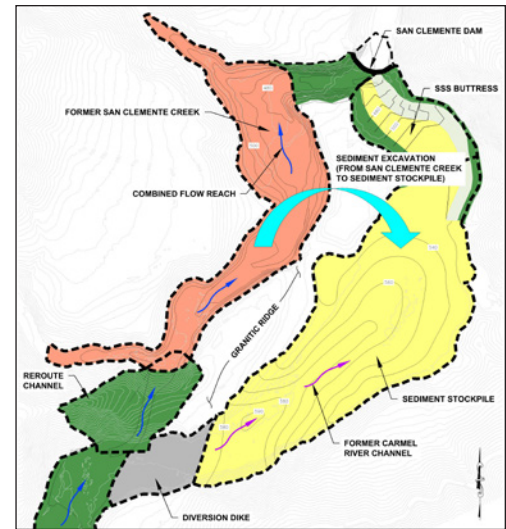 SAN CLEMENTE DAM
SSS BUTTRESS
FORMER SAN CLEMENTE CREEK
SEDIMENT EXCAVATION
(FROM SAN CLEMENTE CREEK
TO SEDIMENT STOCKPILE)
COMBINED FLOW REACH
GRANITIC RIDGE
REROUTE
CHANNEL
SEDIMENT STOCKPILE
FORMER CARMEL
RIVER CHANNEL
DIVERSION DIKE